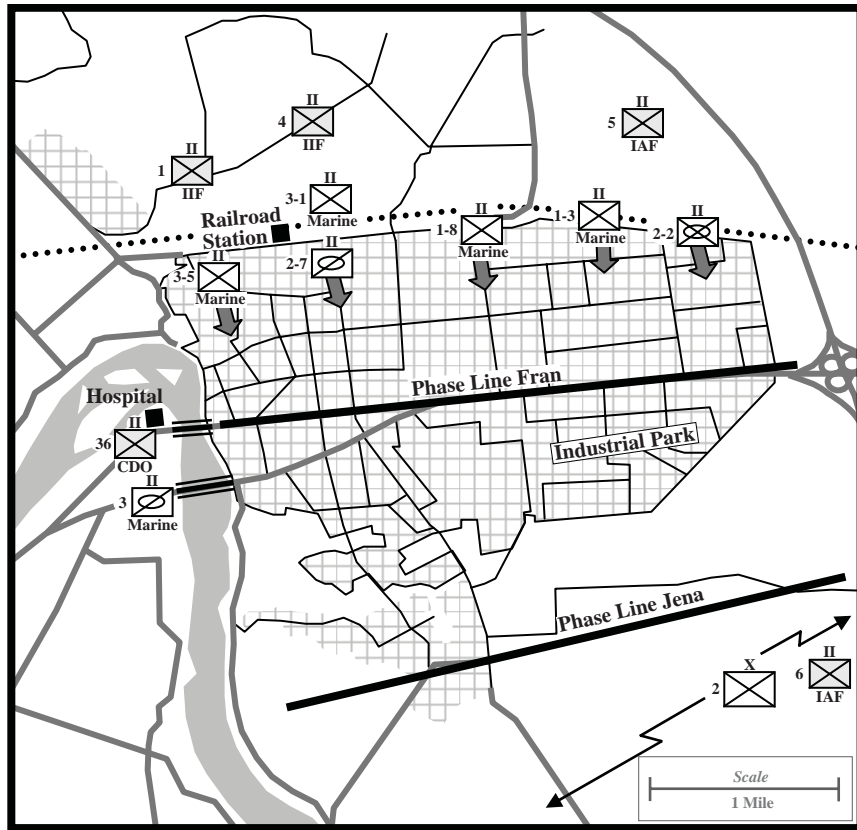 II
4
IIF
II
5
IAF
II
1
IIF
II
3-1
Marine
Railroad
Station
II
1-8
Marine
II
1-3
Marine
II
2-2
II
3-5
Marine
II
2-7
Phase Line Fran
Hospital
II
36
CDO
II
3
Marine
Industrial Park
Phase Line Jena
X
2
II
6
IAF
Scale
1 Mile